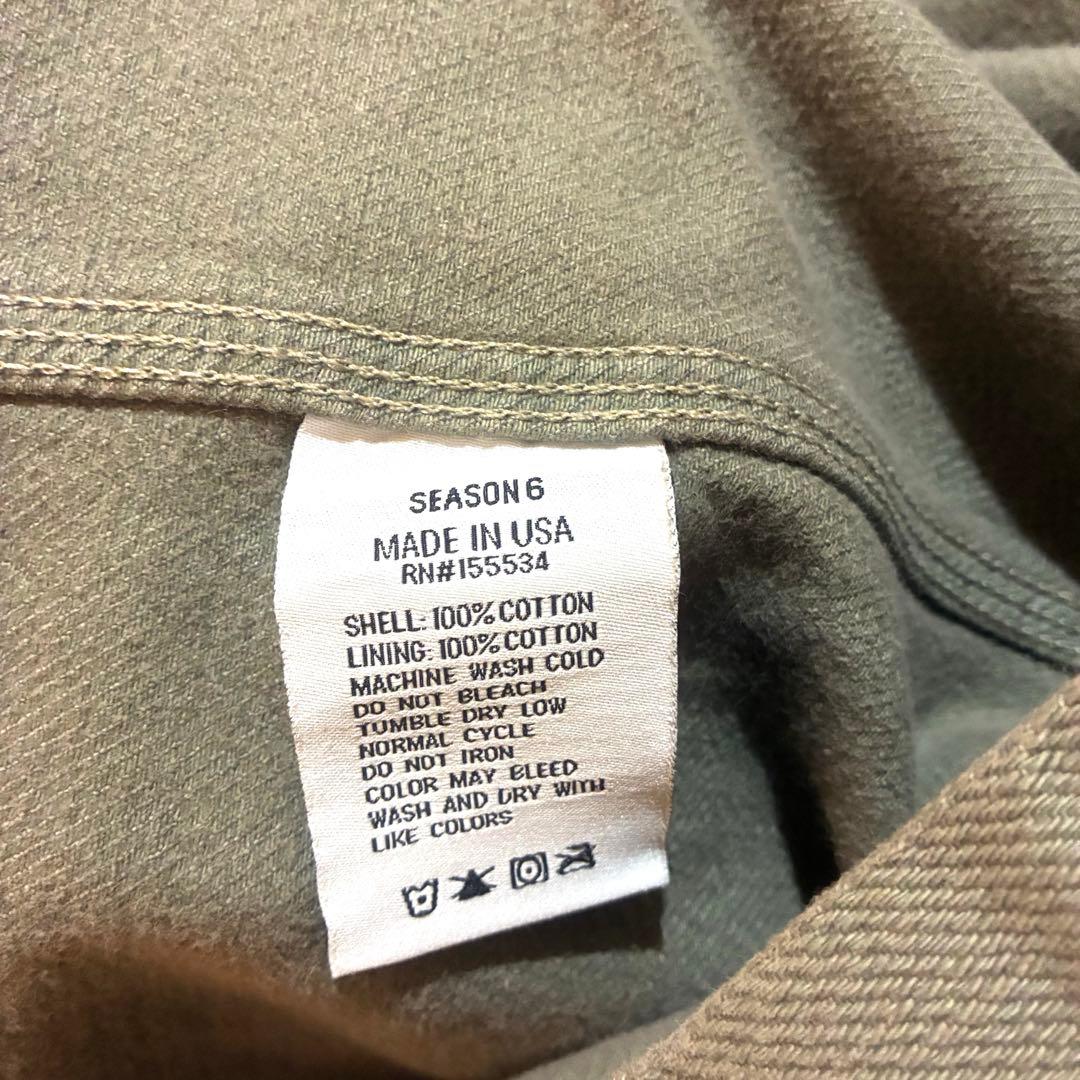 SEASON 6
MADE IN USA
RN#155534
SHELL: 100% COTTON
LINING: 100% COTTON
MACHINE WASH COLD
DO NOT BLEACH
TUMBLE DRY LOW
NORMAL CYCLE
DO NOT IRON
COLOR MAY BLEED
WASH AND DRY WITH
LIKE COLORS